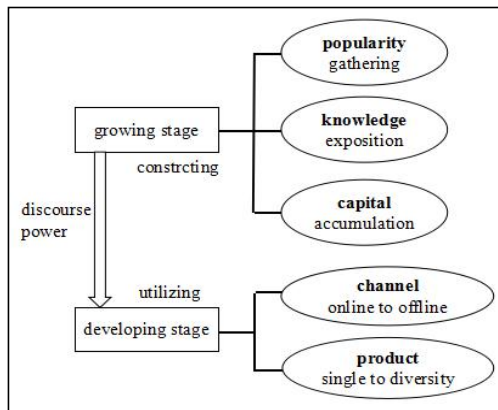 popularity
gathering
knowledge
exposition
growing stage
constrcting
capital
accumulation
discourse
power
utilizing
channel
online to offline
developing stage
product
single to diversity